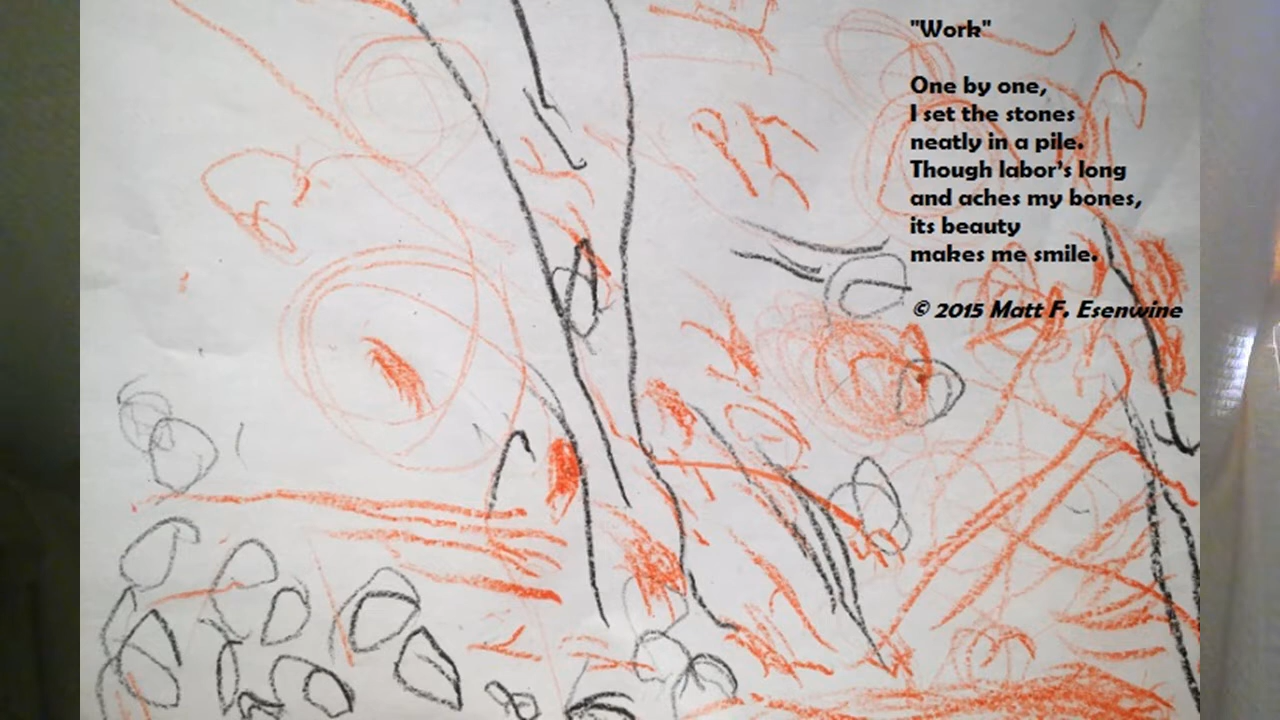 "Work"
One by one,
I set the stones
neatly in a pile.
Though labor's long
and aches my bones,
its beauty
makes me smile.
© 2015 Matt F. Esenwine